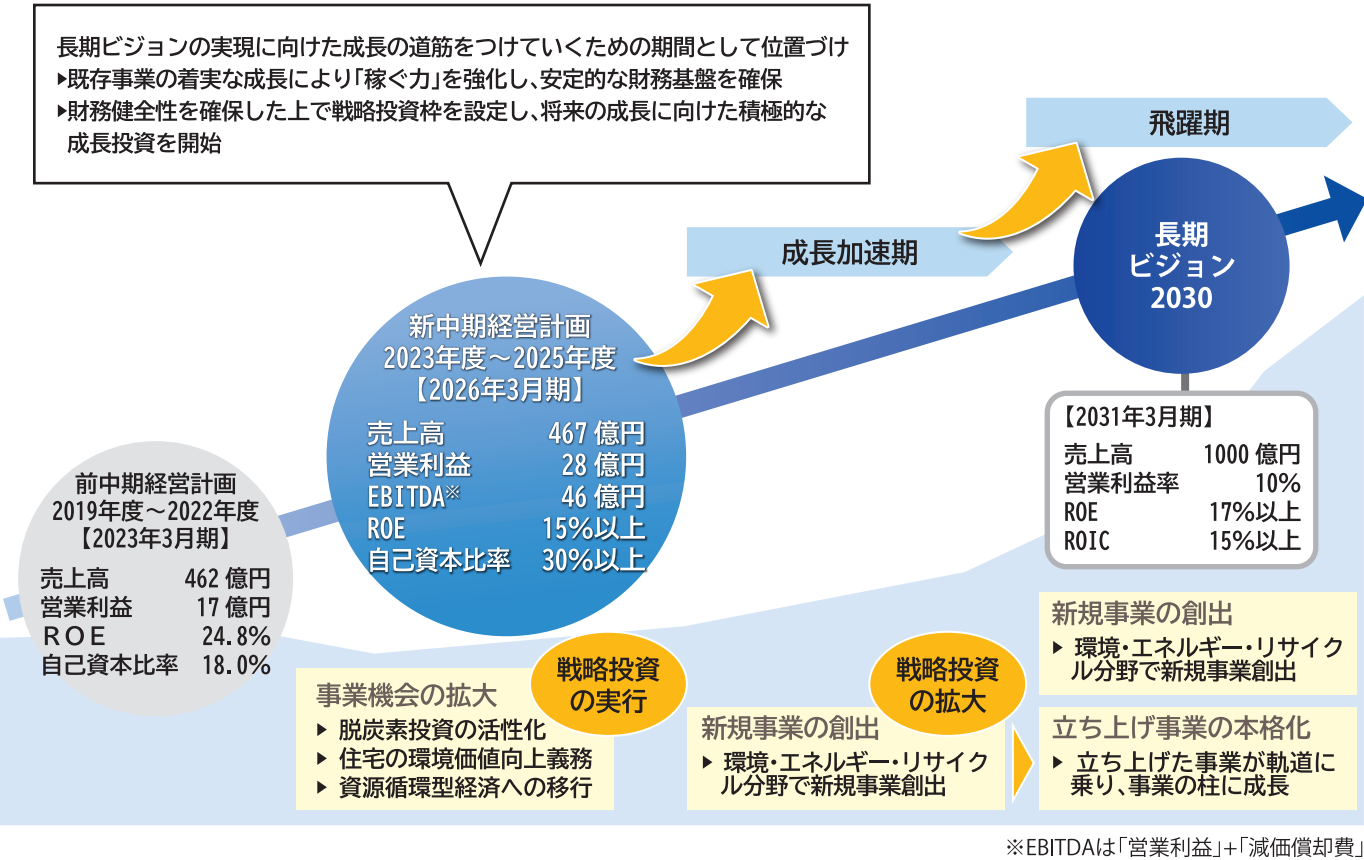 長期ビジョンの実現に向けた成長の道筋をつけていくための期間として位置づけ
▶既存事業の着実な成長により「稼ぐ力」を強化し、安定的な財務基盤を確保
▶財務健全性を確保した上で戦略投資枠を設定し、将来の成長に向けた積極的な
成長投資を開始
飛躍期
成長加速期
長期
ビジョン
2030
新中期経営計画
2023年度～2025年度
【2026年3月期】
売上高 467 億円
営業利益 28 億円
EBITDA※ 46 億円
ROE 15%以上
自己資本比率 30%以上
前中期経営計画
2019年度～2022年度
【2023年3月期】
売上高 462 億円
営業利益 17 億円
ＲＯＥ 24.8%
自己資本比率 18.0%
【2031年3月期】
売上高 1000 億円
営業利益率 10%
ROE 17%以上
ROIC 15%以上
事業機会の拡大
▶ 脱炭素投資の活性化
▶ 住宅の環境価値向上義務
▶ 資源循環型経済への移行
戦略投資
の実行
新規事業の創出
▶ 環境・エネルギー・リサイク
ル分野で新規事業創出
戦略投資
の拡大
新規事業の創出
▶ 環境・エネルギー・リサイク
ル分野で新規事業創出
立ち上げ事業の本格化
▶ 立ち上げた事業が軌道に
乗り、事業の柱に成長
※EBITDAは「営業利益」+「減価償却費」